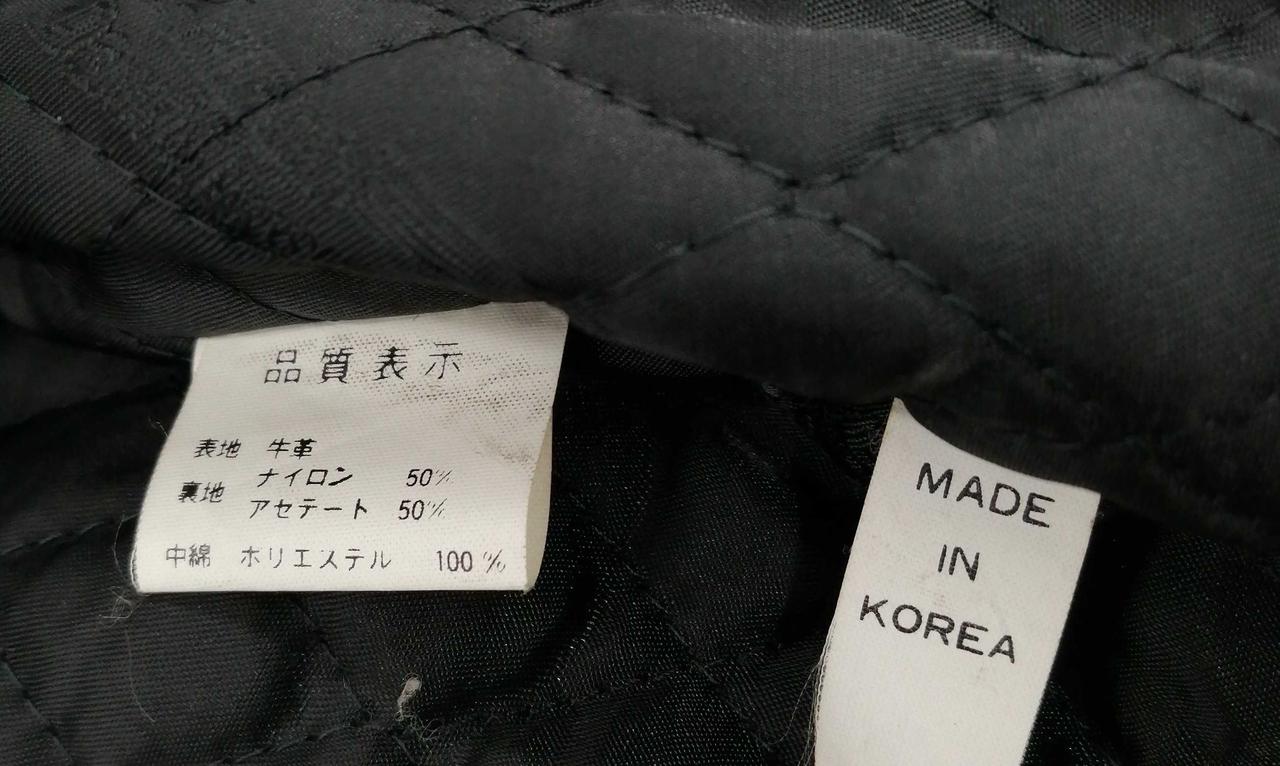 品質表示
表地 牛革
裏地 ナイロン 50%
アセテート 50%
中綿 ホリエステル 100%
MADE
IN
KOREA